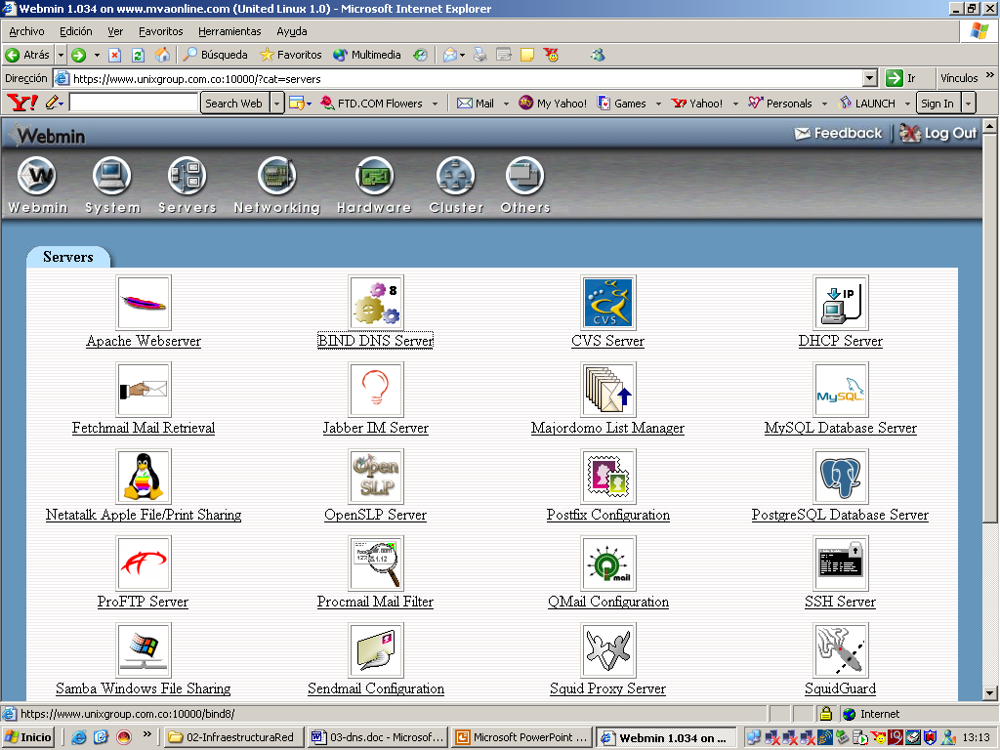 Webmin 1.034 on www.mvaonline.com (United Linux 1.0) - Microsoft Internet Explorer
Archivo Edición Ver Favoritos Herramientas Ayuda
Atrás Búsqueda Favoritos Multimedia
Dirección https://www.unixgroup.com.co:10000/?cat=servers Ir Vínculos »
Y! Search Web FTD.COM Flowers Mail My Yahoo! Games Yahoo! Personals LAUNCH Sign In
Webmin Feedback Log Out
Webmin System Servers Networking Hardware Cluster Others
Servers
8 CVS IP
Apache Webserver BIND DNS Server CVS Server DHCP Server
MySQL
Fetchmail Mail Retrieval Jabber IM Server Majordomo List Manager MySQL Database Server
Open
SLP
Netatalk Apple File/Print Sharing OpenSLP Server Postfix Configuration PostgreSQL Database Server
mail
ProFTP Server Procmail Mail Filter QMail Configuration SSH Server
Samba Windows File Sharing Sendmail Configuration Squid Proxy Server SquidGuard
https://www.unixgroup.com.co:10000/bind8/ Internet
Inicio » 02-InfraestructuraRed 03-dns.doc - Microsof... Microsoft PowerPoint ... Webmin 1.034 on ... 13:13